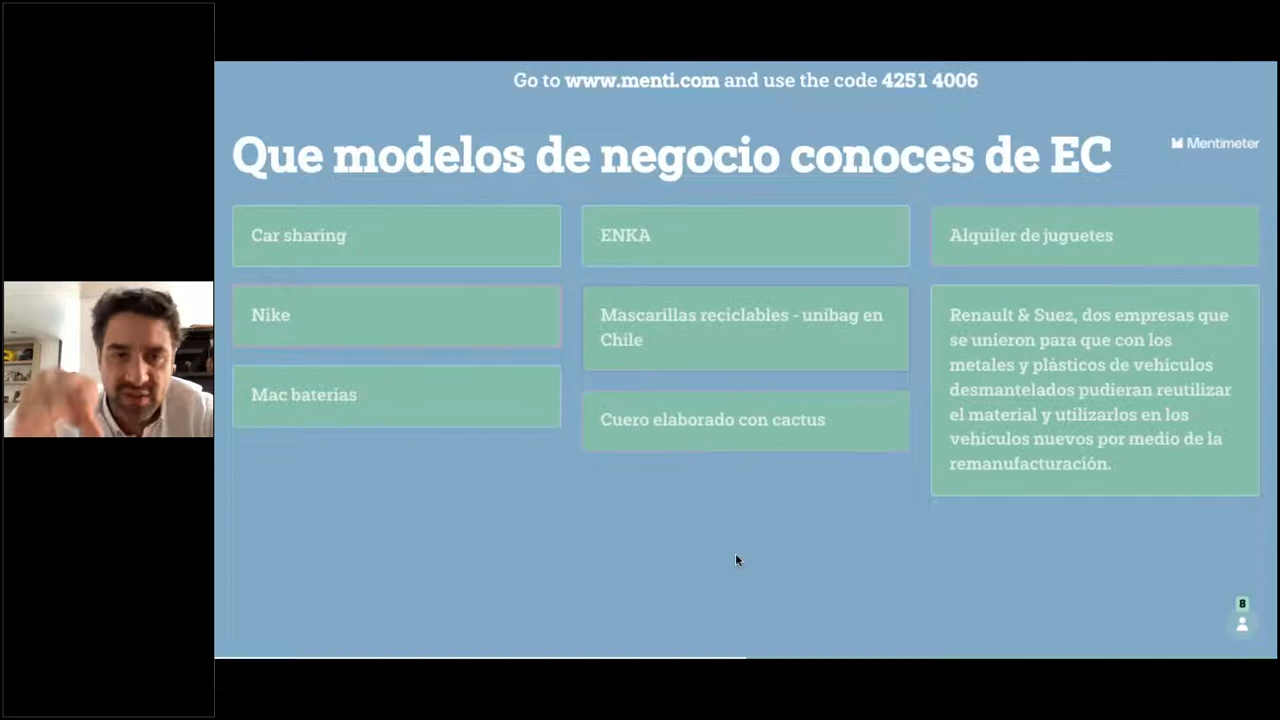 Go to www.menti.com and use the code 4251 4006
Que modelos de negocio conoces de EC
Mentimeter
Car sharing
Nike
Mac baterias
ENKA
Mascarillas reciclables - unibag en
Chile
Cuero elaborado con cactus
Alquiler de juguetes
Renault & Suez, dos empresas que
se unieron para que con los
metales y plásticos de vehículos
desmantelados pudieran reutilizar
el material y utilizarlos en los
vehículos nuevos por medio de la
remanufacturación.
8